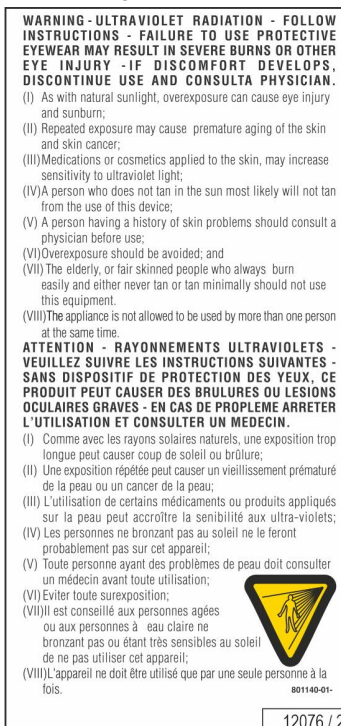 WARNING - ULTRAVIOLET RADIATION - FOLLOW
INSTRUCTIONS - FAILURE TO USE PROTECTIVE
EYEWEAR MAY RESULT IN SEVERE BURNS OR OTHER
EYE INJURY -IF DISCOMFORT DEVELOPS,
DISCONTINUE USE AND CONSULTA PHYSICIAN.
(I) As with natural sunlight, overexposure can cause eye injury
and sunburn;
(II) Repeated exposure may cause premature aging of the skin
and skin cancer;
(III)Medications or cosmetics applied to the skin, may increase
sensitivity to ultraviolet light;
(IV)A person who does not tan in the sun most likely will not tan
from the use of this device;
(V) A person having a history of skin problems should consult a
physician before use;
(VI)Overexposure should be avoided; and
(VII) The elderly, or fair skinned people who always burn
easily and either never tan or tan minimally should not use
this equipment.
(VIII)The appliance is not allowed to be used by more than one person
at the same time.
ATTENTION - RAYONNEMENTS ULTRAVIOLETS -
VEUILLEZ SUIVRE LES INSTRUCTIONS SUIVANTES -
SANS DISPOSITIF DE PROTECTION DES YEUX, CE
PRODUIT PEUT CAUSER DES BRULURES OU LESIONS
OCULAIRES GRAVES - EN CAS DE PROPLEME ARRETER
L'UTILISATION ET CONSULTER UN MEDECIN.
(I) Comme avec les rayons solaires naturels, une exposition trop
longue peut causer coup de soleil ou brûlure;
(II) Une exposition répétée peut causer un vieillissement prématuré
de la peau ou un cancer de la peau;
(III) L'utilisation de certains médicaments ou produits appliqués
sur la peau peut accroître la senibilité aux ultra-violets;
(IV) Les personnes ne bronzant pas au soleil ne le feront
probablement pas sur cet appareil;
(V) Toute personne ayant des problèmes de peau doit consulter
un médecin avant toute utilisation;
(VI) Eviter toute surexposition;
(VII)Il est conseillé aux personnes agées
ou aux personnes à eau claire ne
bronzant pas ou étant très sensibles au soleil
de ne pas utiliser cet appareil;
(VIII)L'appareil ne doit être utilisé que par une seule personne à la
fois.
801140-01-
12076 / 2